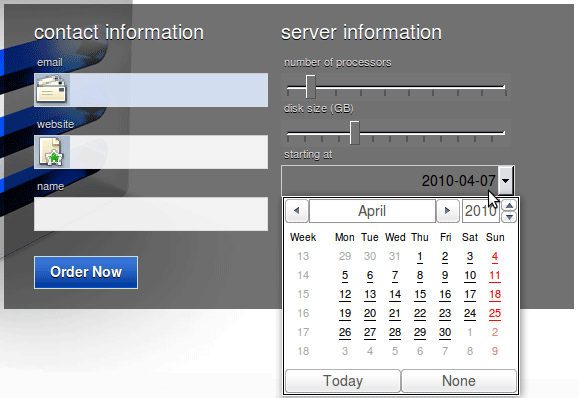 contact information
email
website
name
Order Now
server information
number of processors
disk size (GB)
starting at
2010-04-07
April 2010
Week Mon Tue Wed Thu Fri Sat Sun
13 29 30 31 1 2 3 4
14 5 6 7 8 9 10 11
15 12 13 14 15 16 17 18
16 19 20 21 22 23 24 25
17 26 27 28 29 30 1 2
18 3 4 5 6 7 8 9
Today None